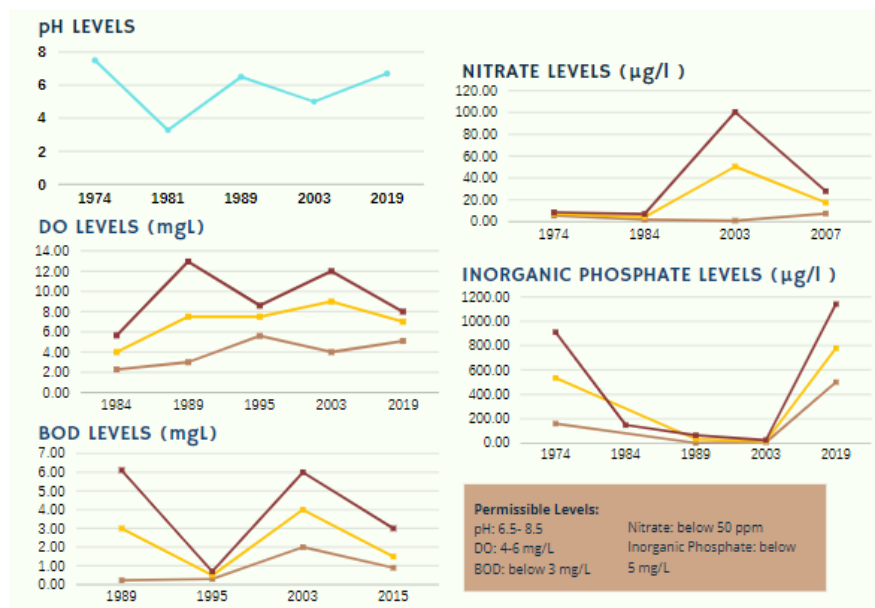 pH LEVELS
8
6
4
2
0
1974 1981 1989 2003 2019
DO LEVELS (mgL)
14.00
12.00
10.00
8.00
6.00
4.00
2.00
0.00
1984 1989 1995 2003 2019
BOD LEVELS (mgL)
7.00
6.00
5.00
4.00
3.00
2.00
1.00
0.00
1989 1995 2003 2015
NITRATE LEVELS (µg/l )
120.00
100.00
80.00
60.00
40.00
20.00
0.00
1974 1984 2003 2007
INORGANIC PHOSPHATE LEVELS (µg/l )
1200.00
1000.00
800.00
600.00
400.00
200.00
0.00
1974 1984 1989 2003 2019
Permissible Levels:
pH: 6.5- 8.5
DO: 4-6 mg/L
BOD: below 3 mg/L
Nitrate: below 50 ppm
Inorganic Phosphate: below
5 mg/L